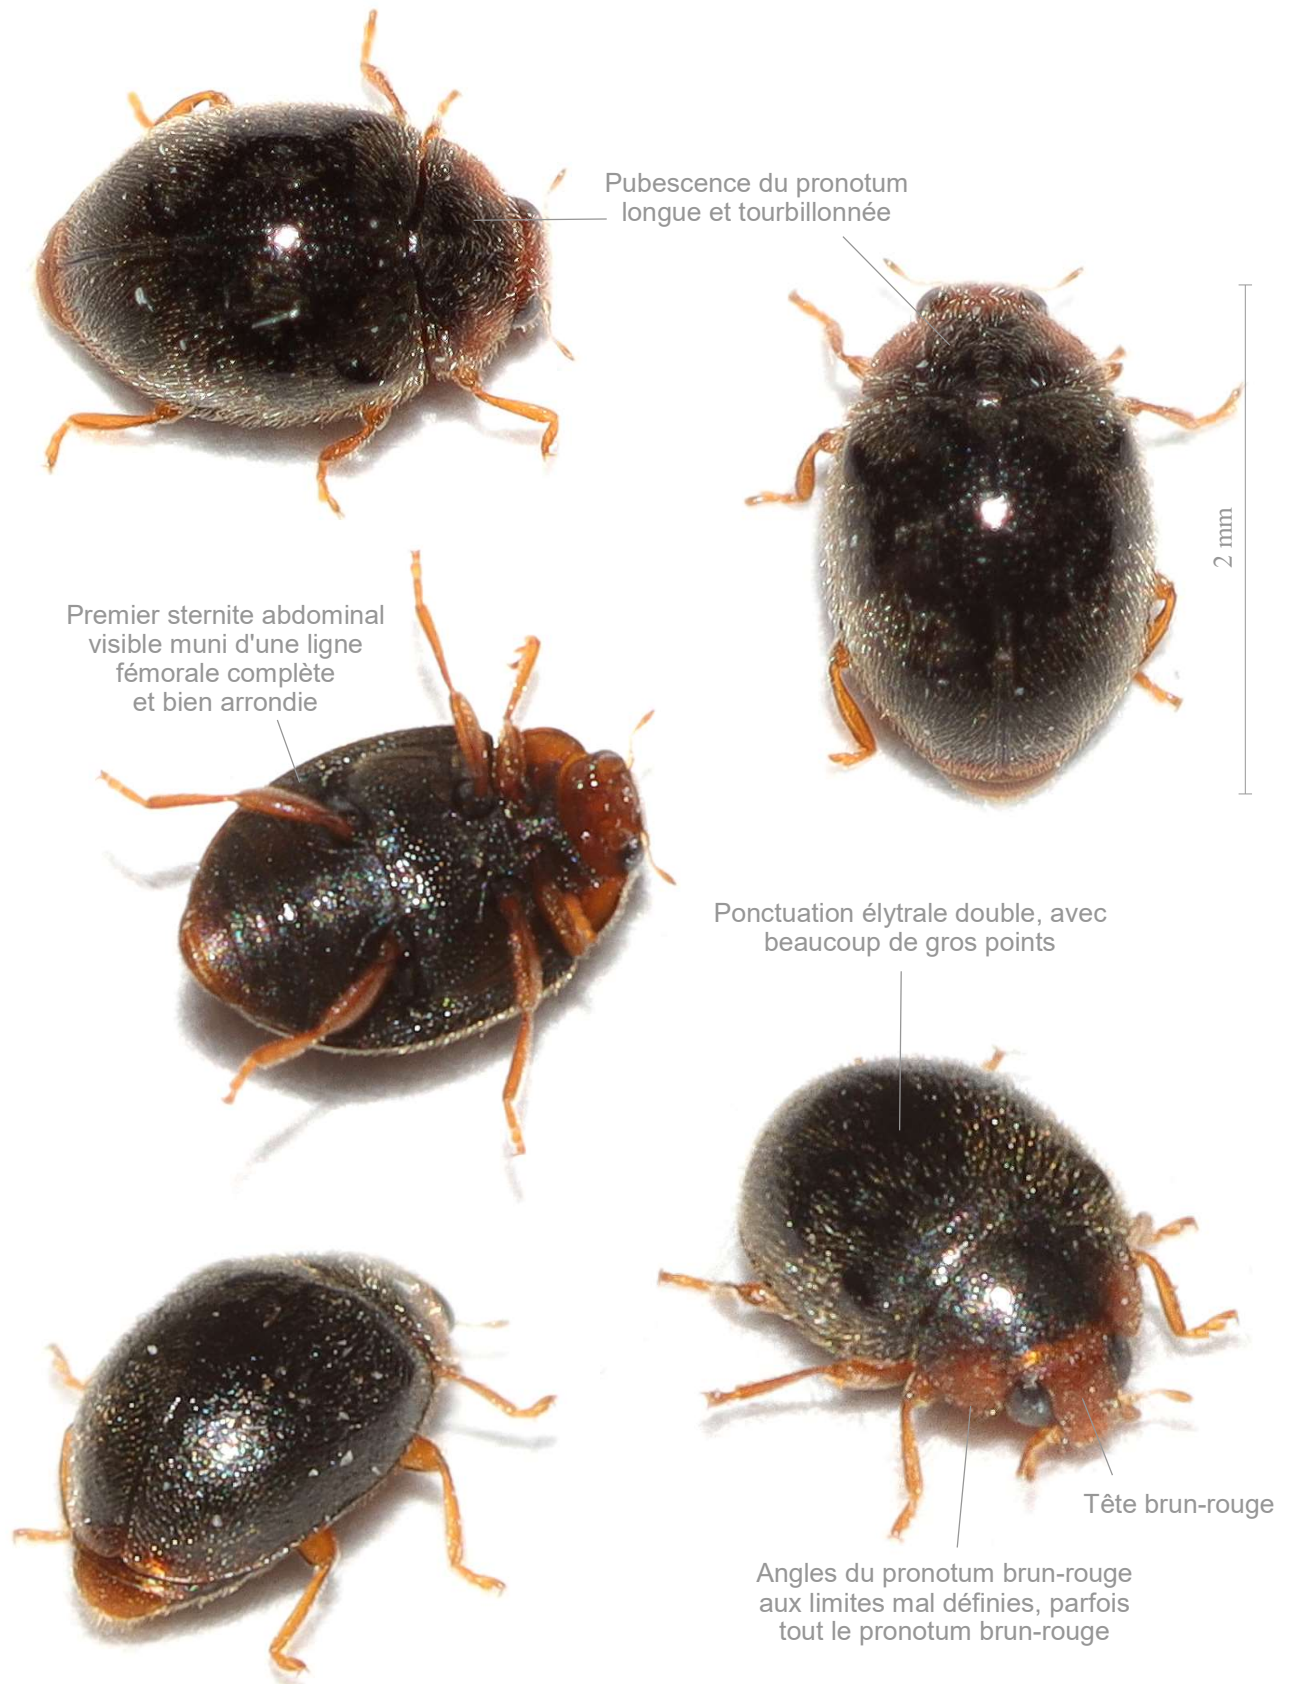 Pubescence du pronotum
longue et tourbillonnée
2 mm
Premier sternite abdominal
visible muni d'une ligne
fémorale complète
et bien arrondie
Ponctuation élytrale double, avec
beaucoup de gros points
Tête brun-rouge
Angles du pronotum brun-rouge
aux limites mal définies, parfois
tout le pronotum brun-rouge